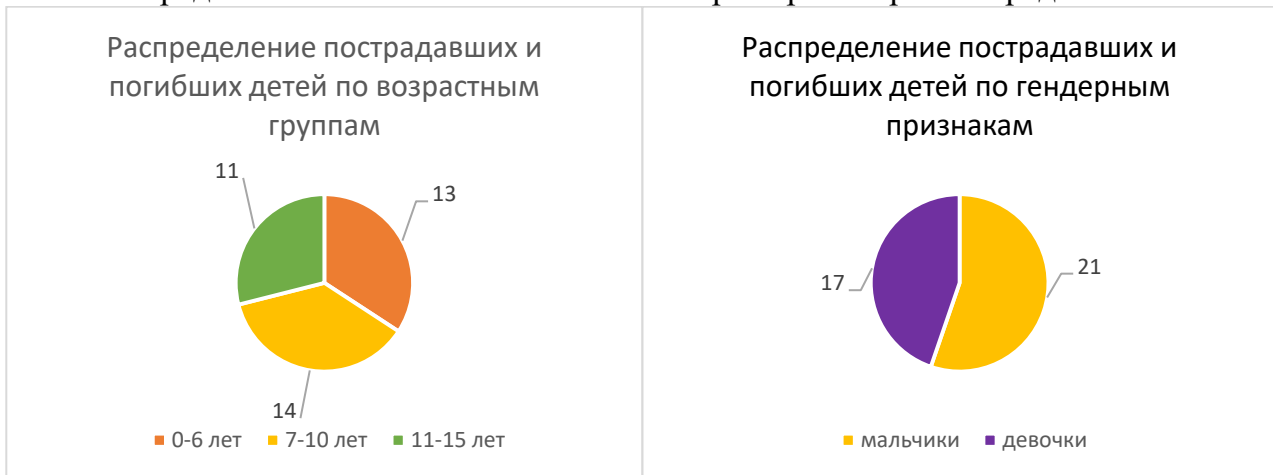 Распределение пострадавших и
погибших детей по возрастным
группам
11
13
14
0-6 лет 7-10 лет 11-15 лет
Распределение пострадавших и
погибших детей по гендерным
признакам
17
21
мальчики девочки